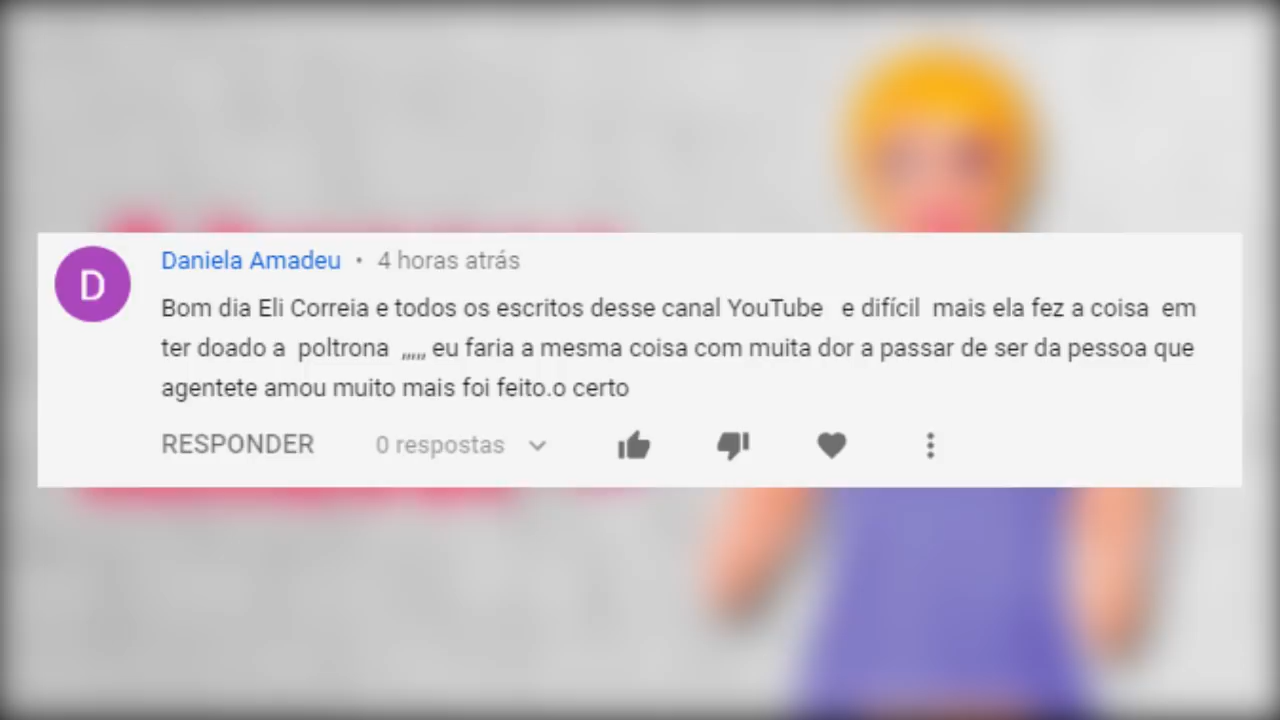 D
Daniela Amadeu • 4 horas atrás
Bom dia Eli Correia e todos os escritos desse canal YouTube   e difícil  mais ela fez a coisa  em
ter doado a  poltrona  ,,,,, eu faria a mesma coisa com muita dor a passar de ser da pessoa que
agentete amou muito mais foi feito.o certo
RESPONDER 0 respostas